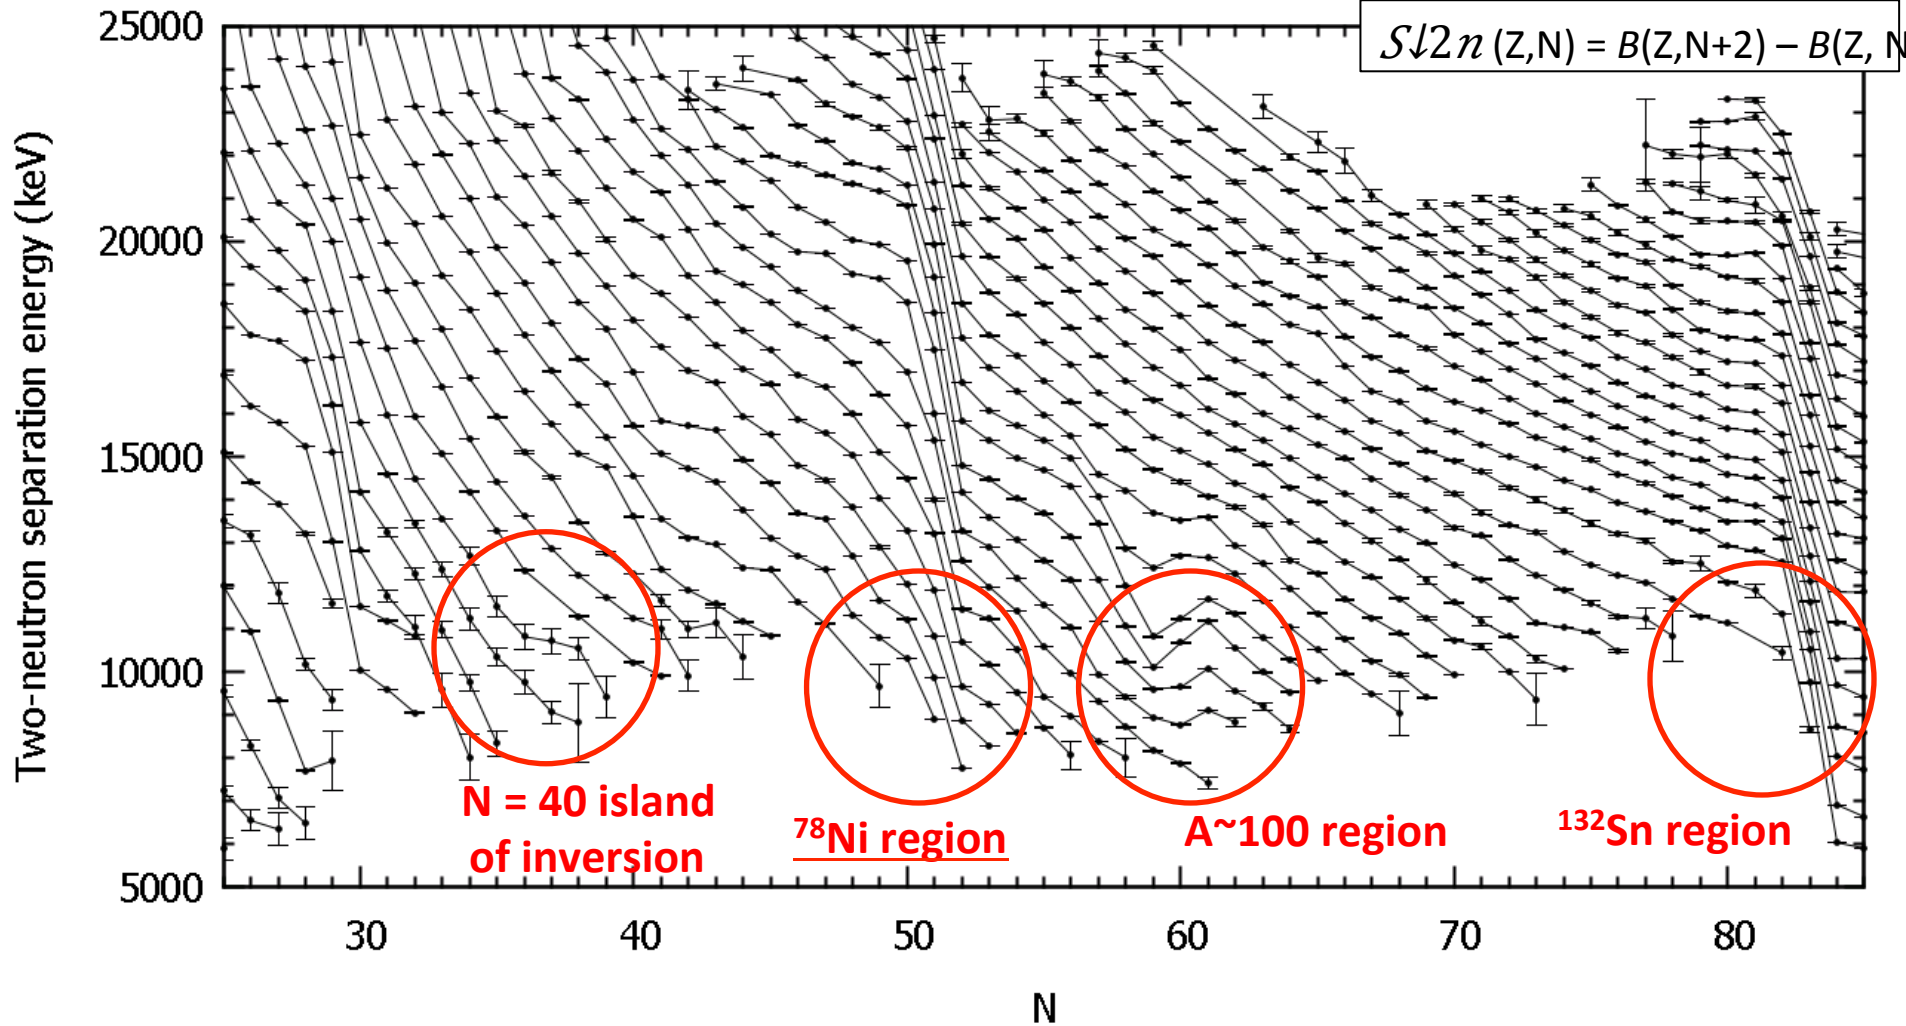 25000
20000
15000
10000
5000
Two-neutron separation energy (keV)
S↓2n (Z,N) = B(Z,N+2) – B(Z, N
N = 40 island
of inversion
⁷⁸Ni region
A~100 region
¹³²Sn region
30 40 50 60 70 80
N